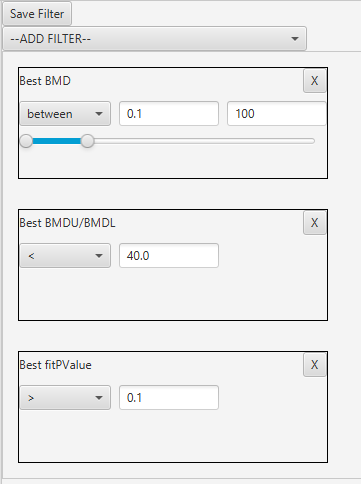 Save Filter
--ADD FILTER--
Best BMD
X
between
0.1
100
Best BMDU/BMDL
X
<
40.0
Best fitPValue
X
>
0.1